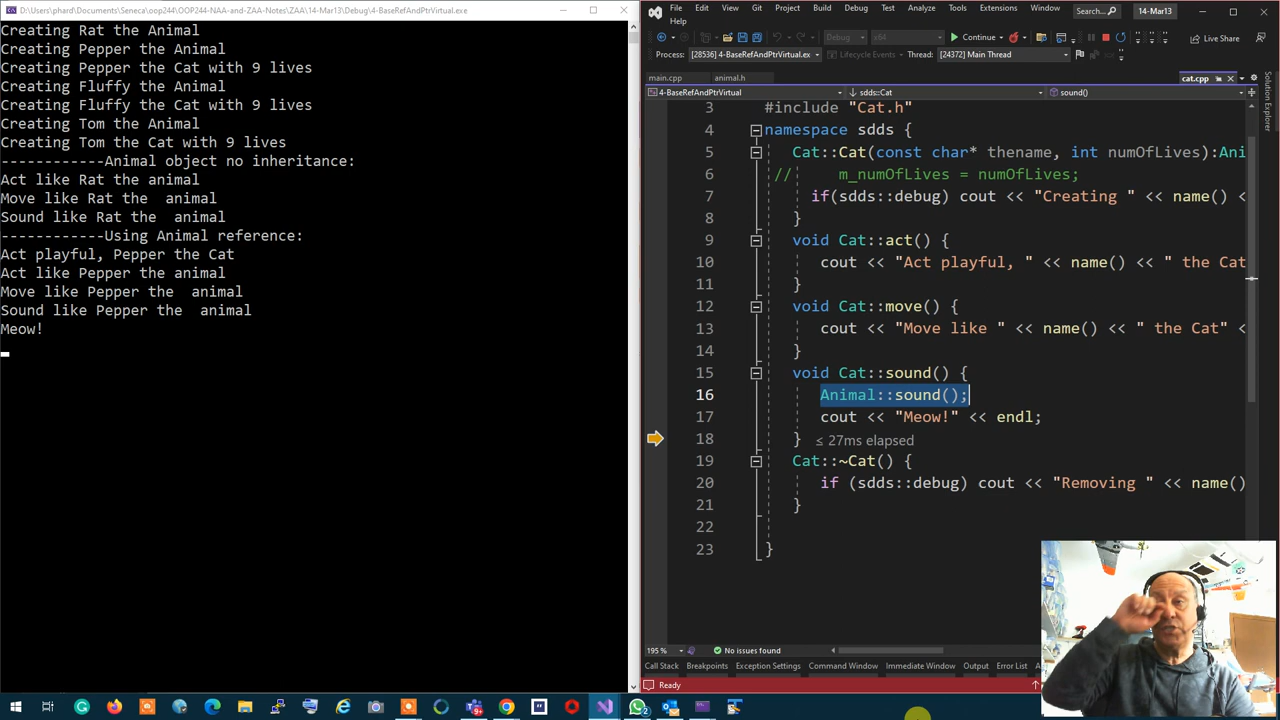 D:\Users\phard\Documents\Seneca\oop244\OOP244-NAA-and-ZAA-Notes\ZAA\14-Mar13\Debug\4-BaseRefAndPtrVirtual.exe
Creating Rat the Animal
Creating Pepper the Animal
Creating Pepper the Cat with 9 lives
Creating Fluffy the Animal
Creating Fluffy the Cat with 9 lives
Creating Tom the Animal
Creating Tom the Cat with 9 lives
------------Animal object no inheritance:
Act like Rat the animal
Move like Rat the  animal
Sound like Rat the  animal
------------Using Animal reference:
Act playful, Pepper the Cat
Act like Pepper the animal
Move like Pepper the  animal
Sound like Pepper the  animal
Meow!
File Edit View Git Project Build Debug Test Analyze Tools Extensions Window Search... 14-Mar13
Help
Debug x64 Continue Live Share
Process: [28536] 4-BaseRefAndPtrVirtual.ex Lifecycle Events Thread: [24372] Main Thread
main.cpp animal.h cat.cpp
4-BaseRefAndPtrVirtual sdds::Cat sound()
Solution Explorer
3 #include "Cat.h"
4 namespace sdds {
5 Cat::Cat(const char* thename, int numOfLives):Ani
6 // m_numOfLives = numOfLives;
7 if(sdds::debug) cout << "Creating " << name() <
8 }
9 void Cat::act() {
10 cout << "Act playful, " << name() << " the Cat
11 }
12 void Cat::move() {
13 cout << "Move like " << name() << " the Cat" <
14 }
15 void Cat::sound() {
16 Animal::sound();
17 cout << "Meow!" << endl;
18 } ≤ 27ms elapsed
19 Cat::~Cat() {
20 if (sdds::debug) cout << "Removing " << name()
21 }
22
23 }
195 % No issues found
Call Stack Breakpoints Exception Settings Command Window Immediate Window Output Error List
Ready